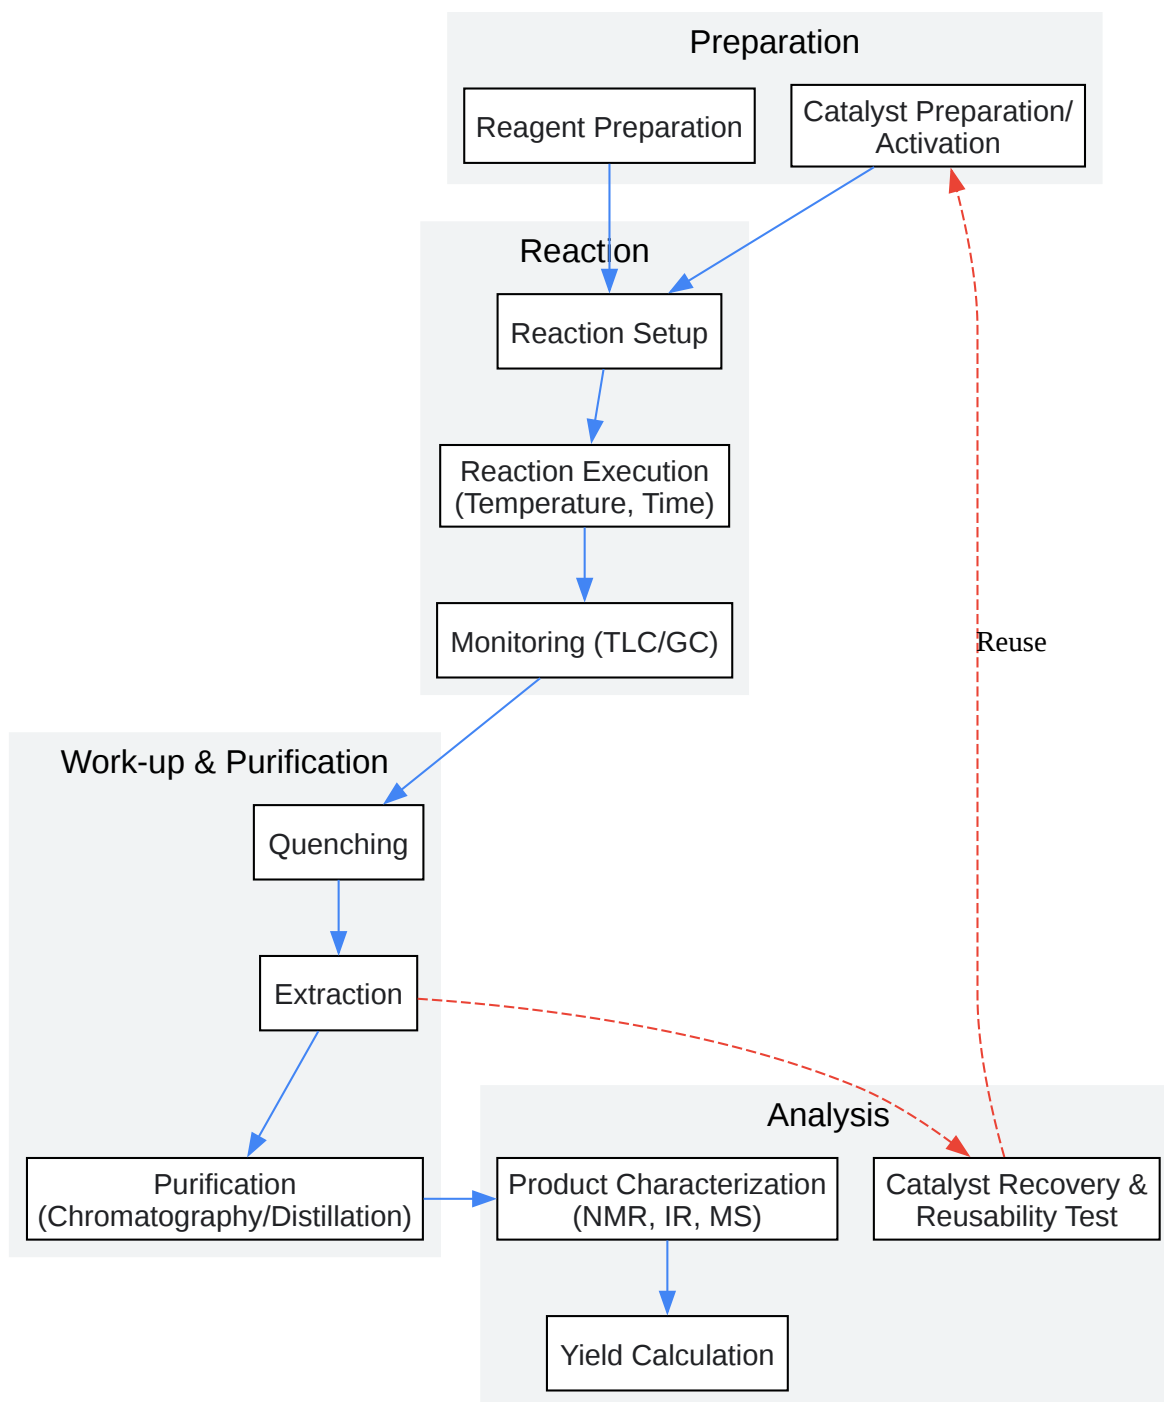 Preparation
Reagent Preparation
Catalyst Preparation/
Activation
Reaction
Reaction Setup
Reaction Execution
(Temperature, Time)
Monitoring (TLC/GC)
Reuse
Work-up & Purification
Quenching
Extraction
Purification
(Chromatography/Distillation)
Analysis
Product Characterization
(NMR, IR, MS)
Catalyst Recovery &
Reusability Test
Yield Calculation